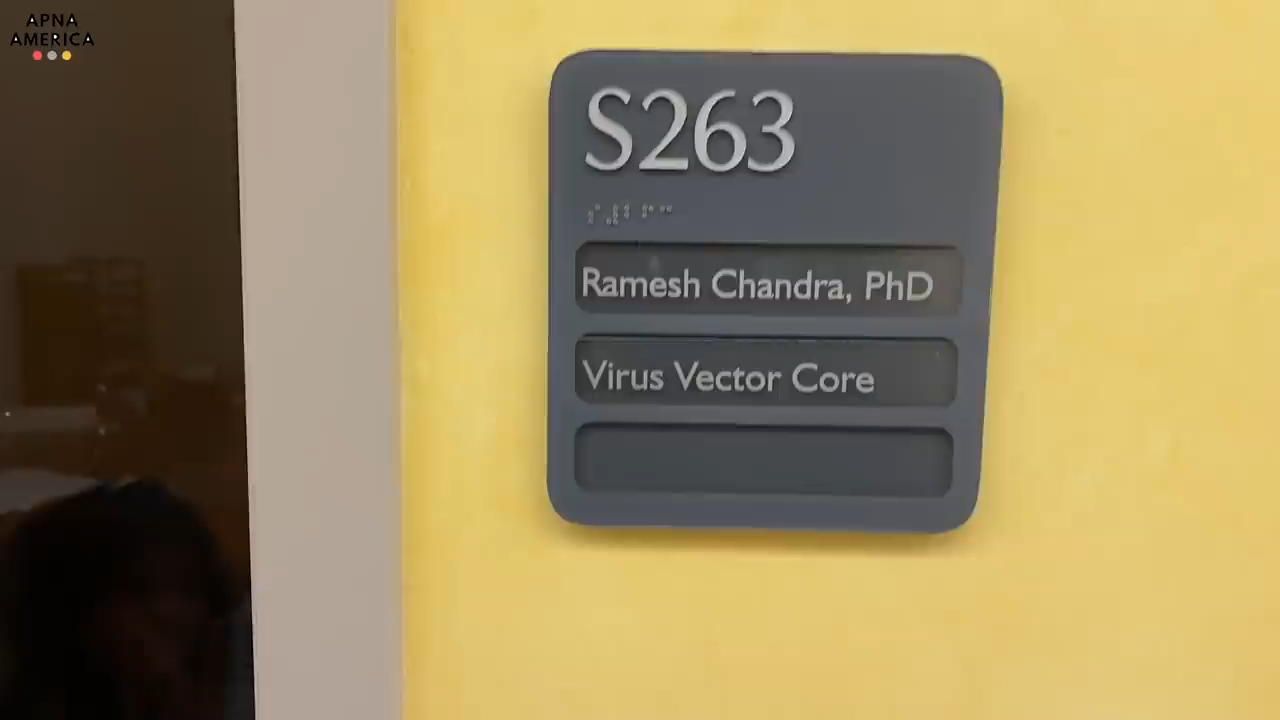 APNA
AMERICA
S263
Ramesh Chandra, PhD
Virus Vector Core